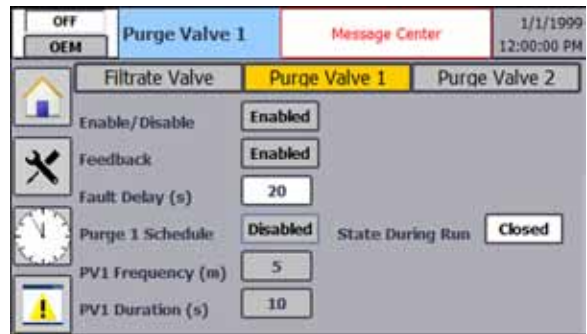 OFF
OEM
Purge Valve 1
Message Center
1/1/1999
12:00:00 PM
Filtrate Valve Purge Valve 1 Purge Valve 2
Enable/Disable Enabled
Feedback Enabled
Fault Delay (s) 20
Purge 1 Schedule Disabled State During Run Closed
PV1 Frequency (m) 5
PV1 Duration (s) 10